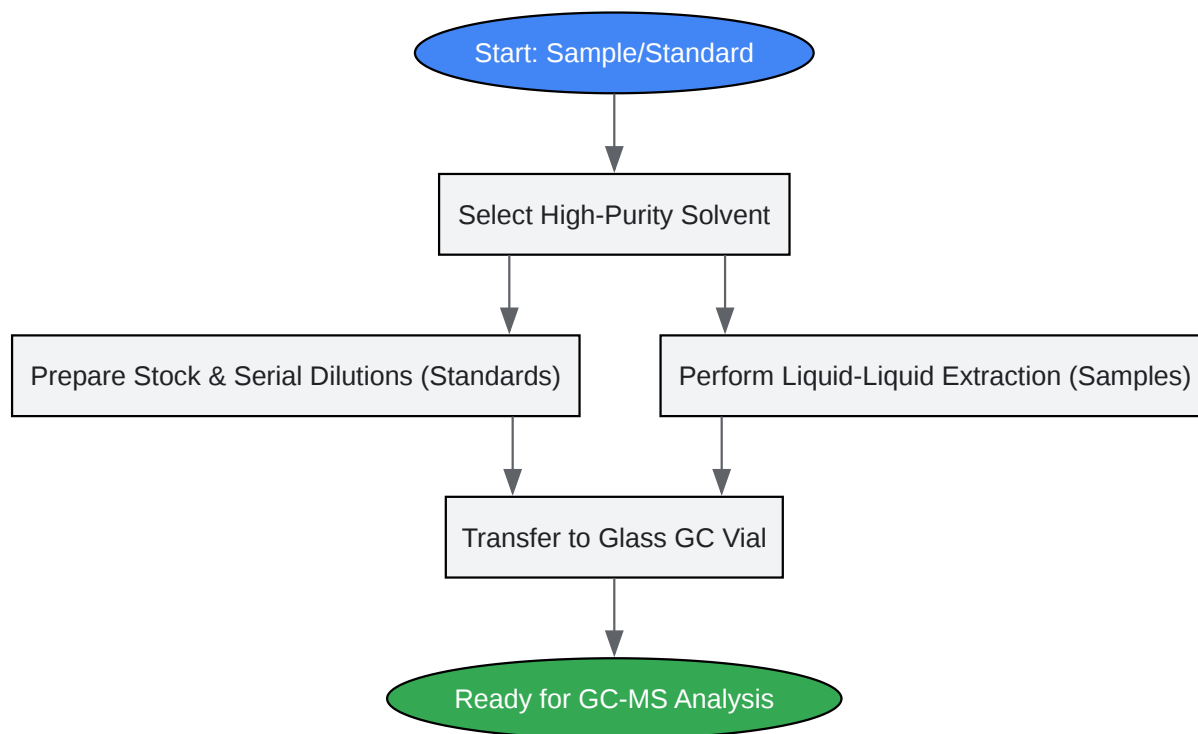 Start: Sample/Standard
Select High-Purity Solvent
Prepare Stock & Serial Dilutions (Standards)
Perform Liquid-Liquid Extraction (Samples)
Transfer to Glass GC Vial
Ready for GC-MS Analysis